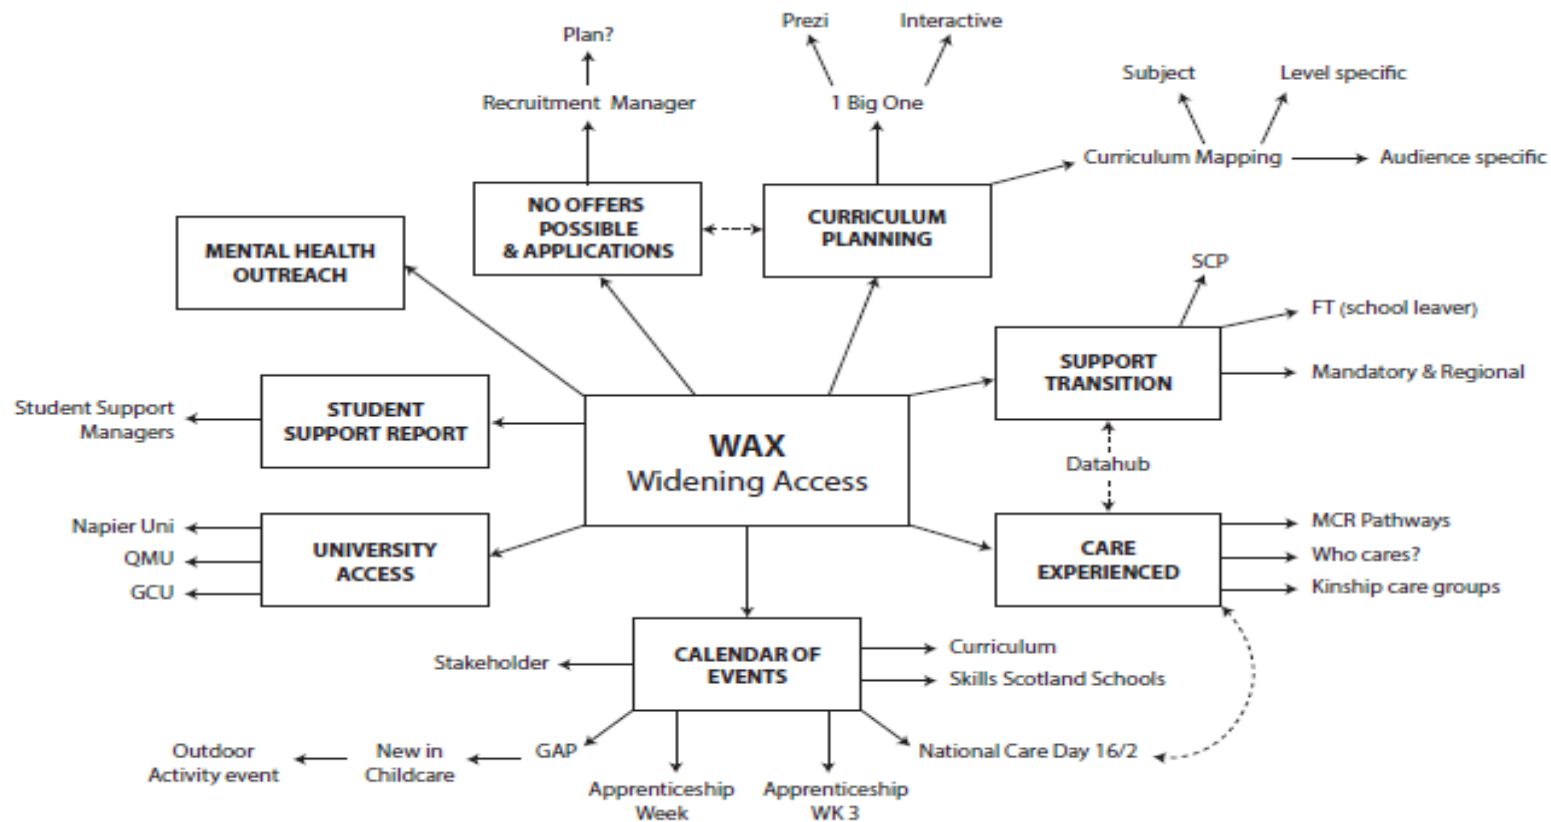 Prezi
Interactive
Plan?
Subject
Level specific
Recruitment Manager
1 Big One
Curriculum Mapping
Audience specific
NO OFFERS
POSSIBLE
& APPLICATIONS
CURRICULUM
PLANNING
MENTAL HEALTH
OUTREACH
SCP
FT (school leaver)
SUPPORT
TRANSITION
Mandatory & Regional
Student Support
Managers
STUDENT
SUPPORT REPORT
WAX
Widening Access
Datahub
Napier Uni
QMU
GCU
UNIVERSITY
ACCESS
CARE
EXPERIENCED
MCR Pathways
Who cares?
Kinship care groups
Stakeholder
CALENDAR OF
EVENTS
Curriculum
Skills Scotland Schools
Outdoor
Activity event
New in
Childcare
GAP
National Care Day 16/2
Apprenticeship
Week
Apprenticeship
WK 3